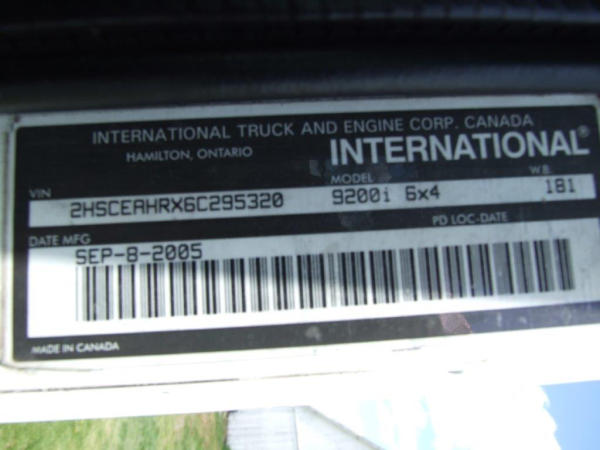 INTERNATIONAL TRUCK AND ENGINE CORP. CANADA
HAMILTON, ONTARIO INTERNATIONAL®
VIN MODEL W.B.
2HSCEAHRX6C295320 9200i 6x4 181
DATE MFG PD LOC-DATE
SEP-8-2005
MADE IN CANADA